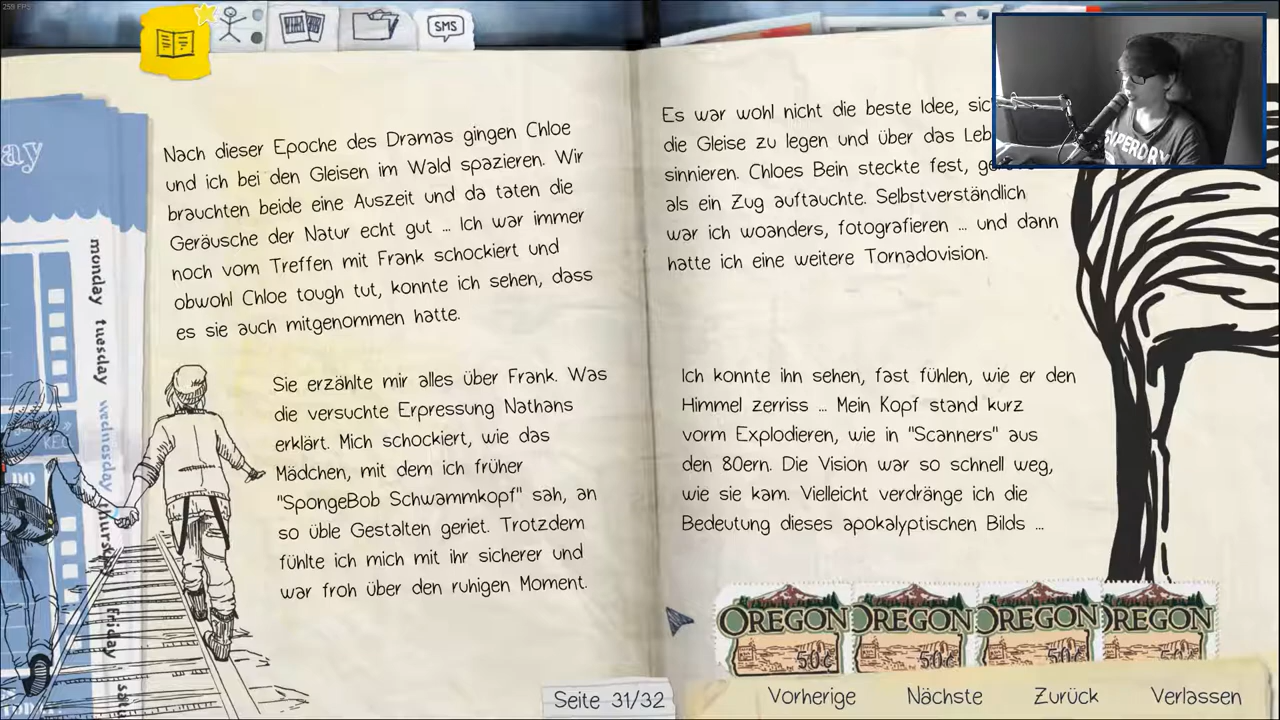 259 FPS
SMS
SUPERDRY
ay
monday tuesday wednesday thursday friday
Nach dieser Epoche des Dramas gingen Chloe
und ich bei den Gleisen im Wald spazieren. Wir
brauchten beide eine Auszeit und da taten die
Geräusche der Natur echt gut ... Ich war immer
noch vom Treffen mit Frank schockiert und
obwohl Chloe tough tut, konnte ich sehen, dass
es sie auch mitgenommen hatte.
Sie erzählte mir alles über Frank. Was
die versuchte Erpressung Nathans
erklärt. Mich schockiert, wie das
Mädchen, mit dem ich früher
"SpongeBob Schwammkopf" sah, an
so üble Gestalten geriet. Trotzdem
fühlte ich mich mit ihr sicherer und
war froh über den ruhigen Moment.
Es war wohl nicht die beste Idee,
die Gleise zu legen und über das
sinnieren. Chloes Bein steckte fest,
als ein Zug auftauchte. Selbstverständlich
war ich woanders, fotografieren ... und dann
hatte ich eine weitere Tornadovision.
Ich konnte ihn sehen, fast fühlen, wie er den
Himmel zerriss ... Mein Kopf stand kurz
vorm Explodieren, wie in "Scanners" aus
den 80ern. Die Vision war so schnell weg,
wie sie kam. Vielleicht verdränge ich die
Bedeutung dieses apokalyptischen Bilds ...
OREGON OREGON OREGON OREGON
50¢ 50¢ 50¢ 50¢
Seite 31/32
Vorherige Nächste Zurück Verlassen